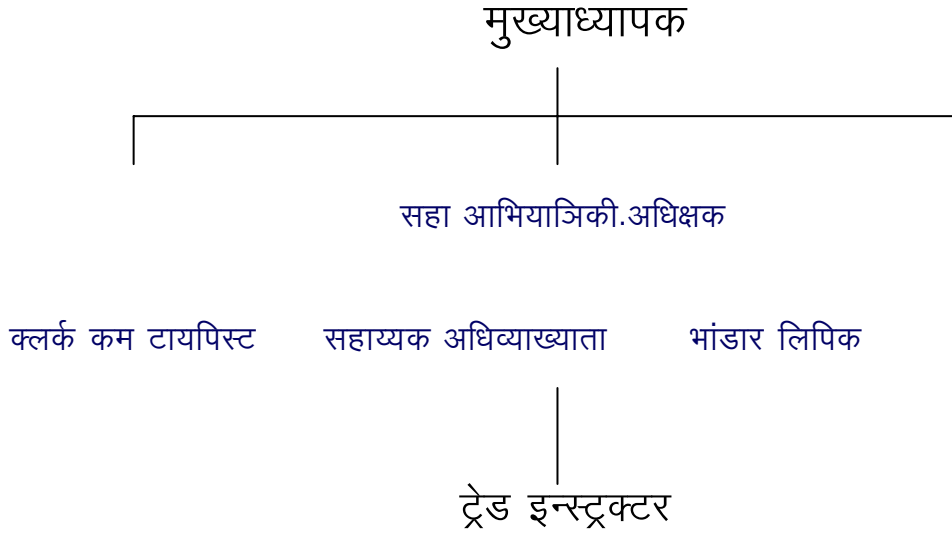 मुख्याध्यापक
सहा आभियाञिकी.अधिक्षक
क्लर्क कम टायपिस्ट सहाय्यक अधिव्याख्याता भांडार लिपिक
ट्रेड इन्स्ट्रक्टर